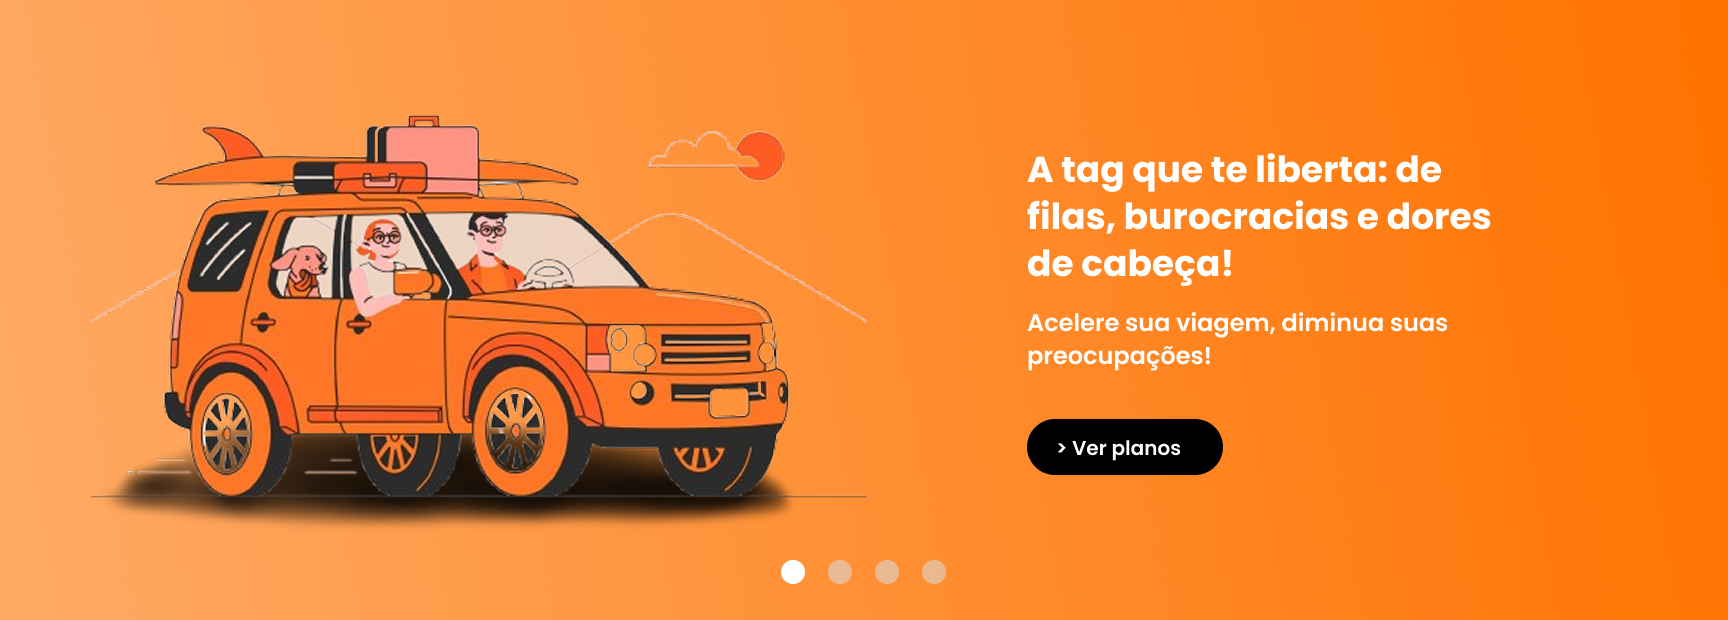 A tag que te liberta: de
filas, burocracias e dores
de cabeça!
Acelere sua viagem, diminua suas
preocupações!
> Ver planos